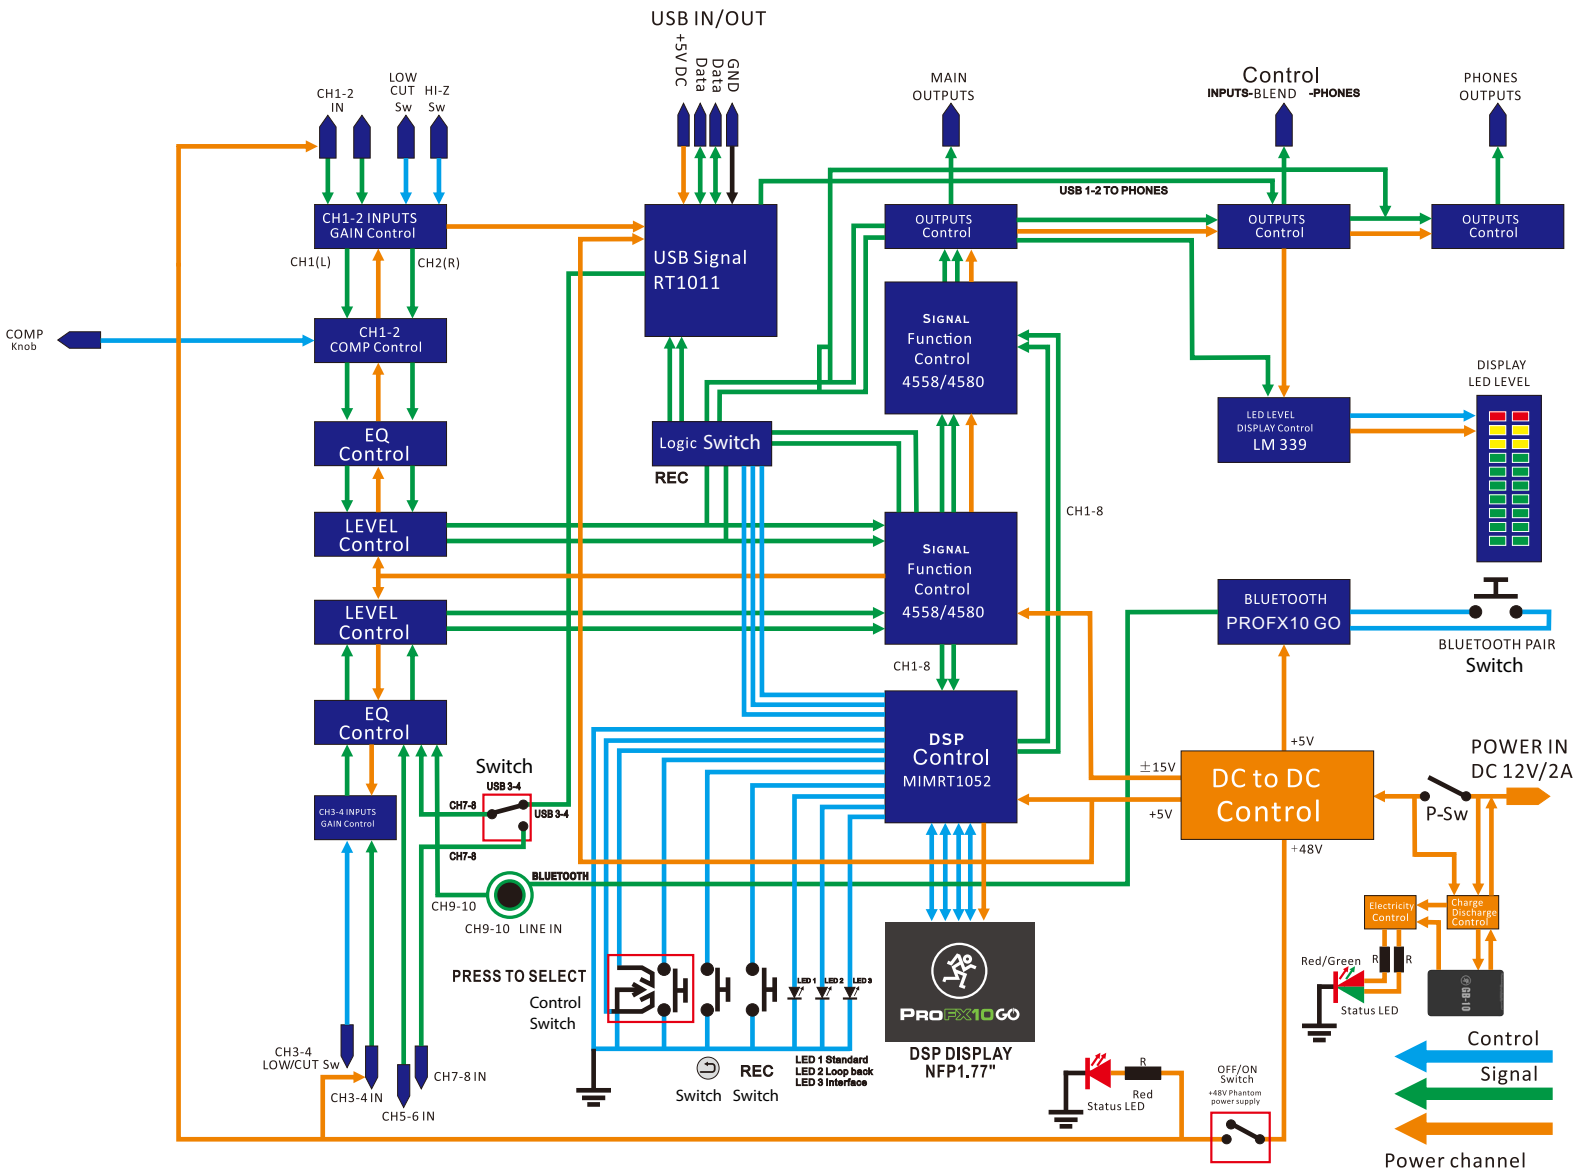 USB IN/OUT
+5V DC
Data
Data
GND
CH1-2
IN
LOW
CUT
Sw
HI-Z
Sw
MAIN
OUTPUTS
Control
INPUTS-BLEND -PHONES
PHONES
OUTPUTS
USB 1-2 TO PHONES
CH1-2 INPUTS
GAIN Control
CH1(L)
CH2(R)
USB Signal
RT1011
OUTPUTS
Control
OUTPUTS
Control
OUTPUTS
Control
COMP
Knob
CH1-2
COMP Control
SIGNAL
Function
Control
4558/4580
DISPLAY
LED LEVEL
EQ
Control
Logic Switch
REC
LED LEVEL
DISPLAY Control
LM 339
LEVEL
Control
CH1-8
SIGNAL
Function
Control
4558/4580
LEVEL
Control
BLUETOOTH
PROFX10 GO
BLUETOOTH PAIR
Switch
CH1-8
EQ
Control
DSP
Control
MIMRT1052
+5V
±15V
+5V
DC to DC
Control
+48V
POWER IN
DC 12V/2A
P-Sw
Switch
USB 3-4
CH7-8
USB 3-4
CH7-8
CH3-4 INPUTS
GAIN Control
BLUETOOTH
CH9-10
CH9-10 LINE IN
Electricity
Control
Charge
Discharge
Control
R
R
Red/Green
Status LED
GB-10
PRESS TO SELECT
Control
Switch
LED 1
LED 2
LED 3
PROFX10GO
DSP DISPLAY
NFP1.77"
LED 1 Standard
LED 2 Loop back
LED 3 Interface
Switch
REC
Switch
CH3-4
LOW/CUT Sw
CH3-4 IN
CH5-6 IN
CH7-8 IN
R
Red
Status LED
OFF/ON
Switch
+48V Phantom
power supply
Control
Signal
Power channel